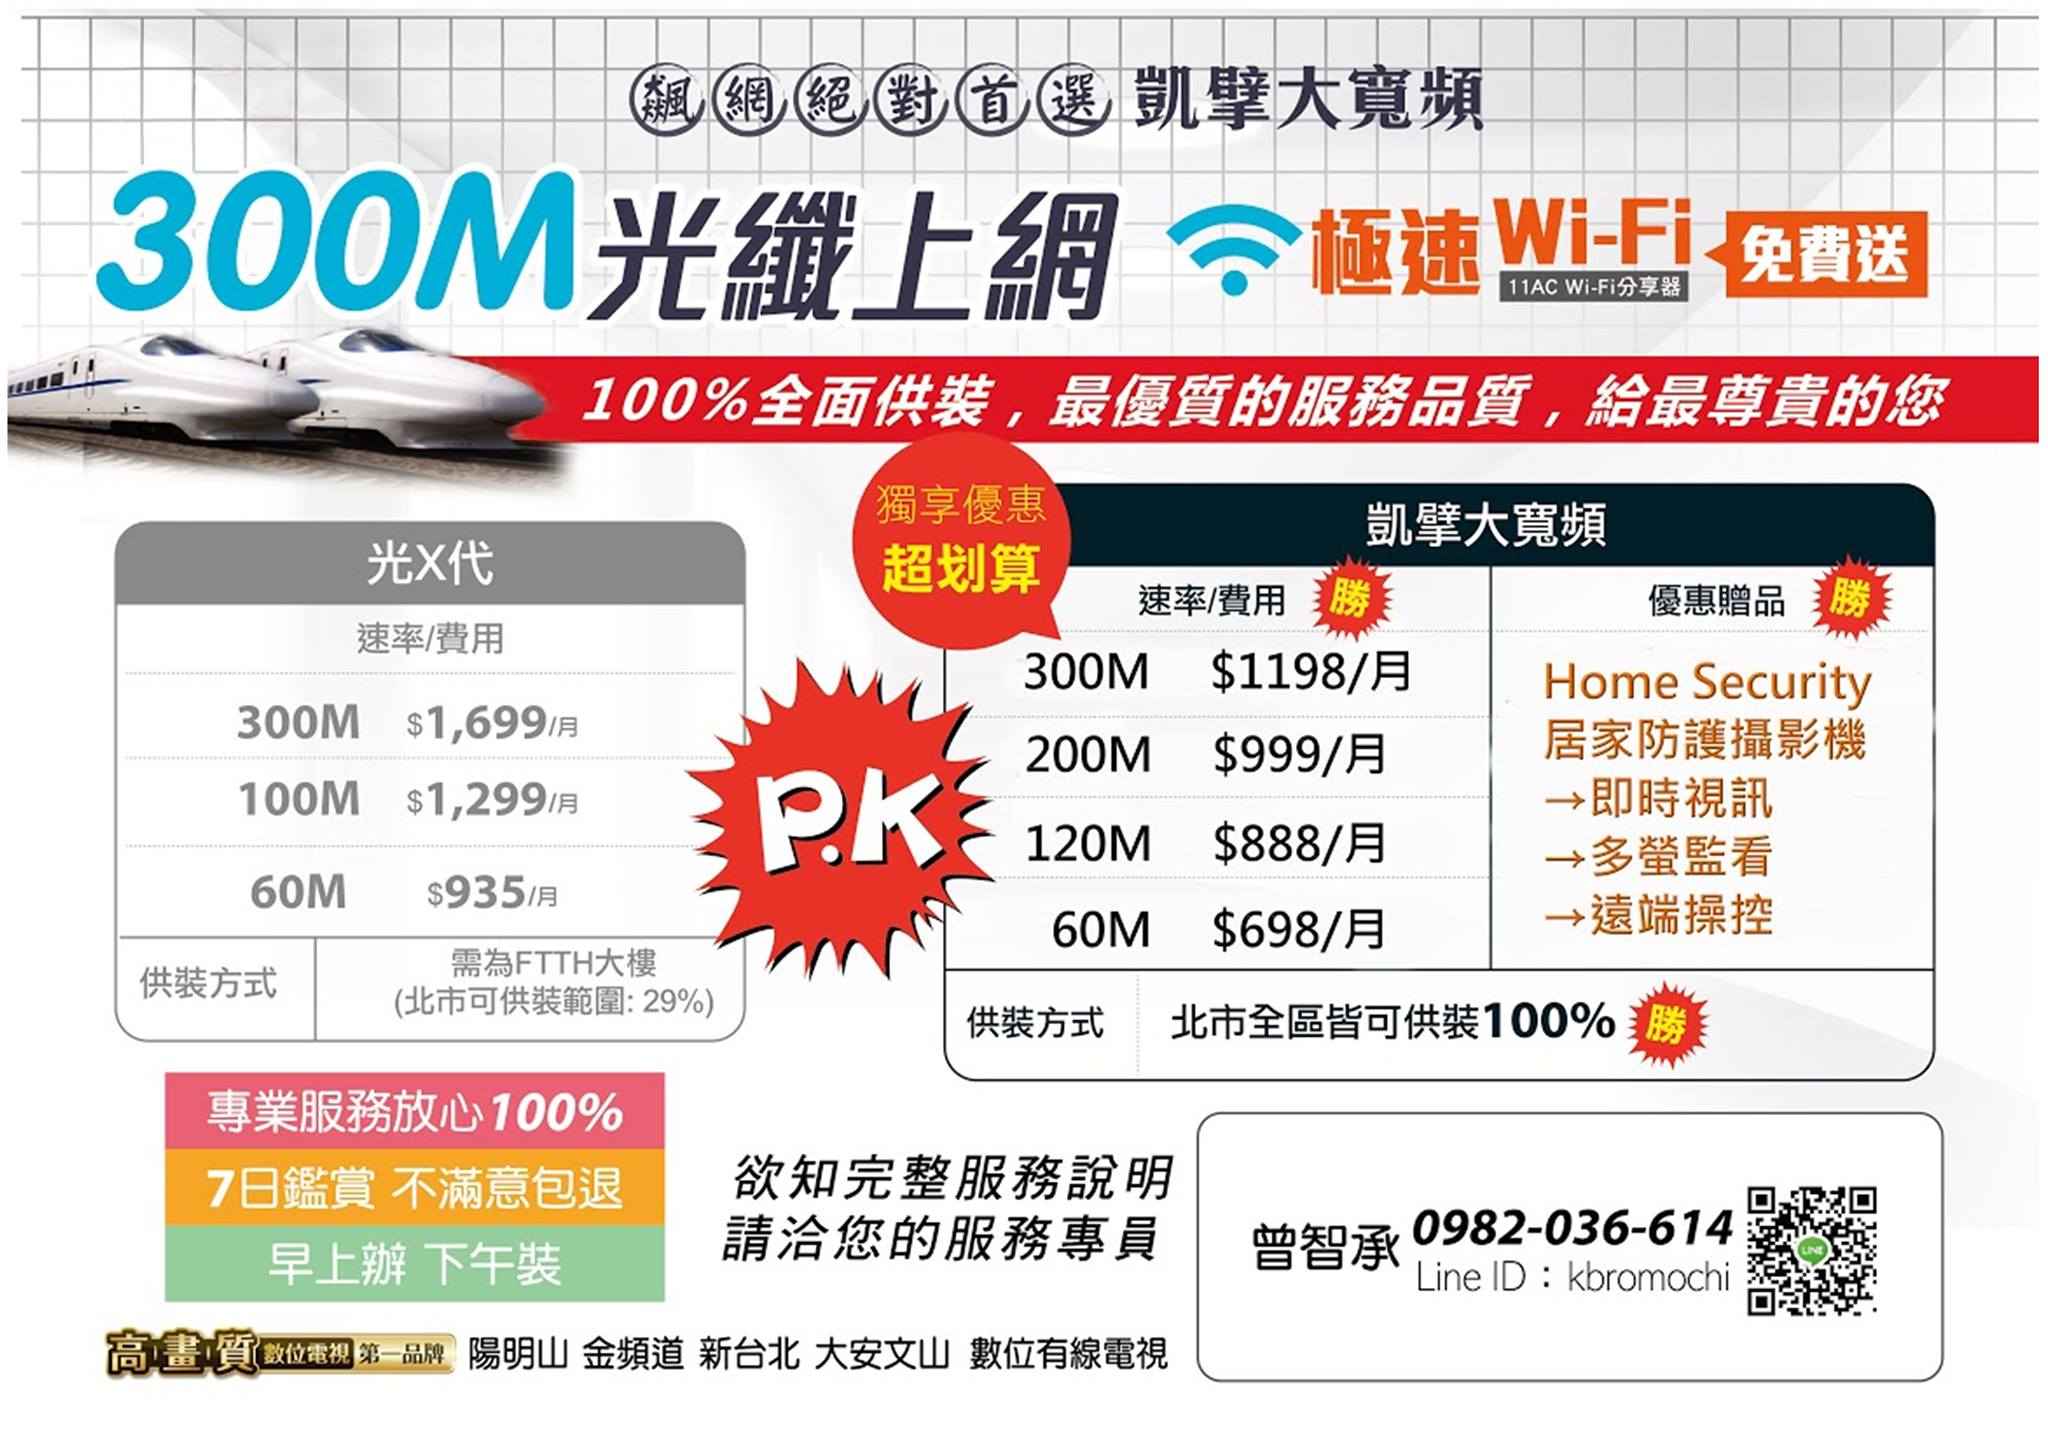 飆網絕對首選 凱擘大寬頻
300M光纖上網
極速Wi-Fi 免費送
11AC Wi-Fi分享器
100%全面供裝，最優質的服務品質，給最尊貴的您
光X代
速率/費用
300M $1,699/月
100M $1,299/月
60M $935/月
供裝方式
需為FTTH大樓
(北市可供裝範圍: 29%)
P.K
獨享優惠
超划算
凱擘大寬頻
速率/費用 勝
300M $1198/月
200M $999/月
120M $888/月
60M $698/月
優惠贈品 勝
Home Security
居家防護攝影機
→即時視訊
→多螢監看
→遠端操控
供裝方式 北市全區皆可供裝100% 勝
專業服務放心100%
7日鑑賞 不滿意包退
早上辦 下午裝
欲知完整服務說明
請洽您的服務專員
曾智承 0982-036-614
Line ID：kbromochi
LINE
高畫質 數位電視 第一品牌 陽明山 金頻道 新台北 大安文山 數位有線電視